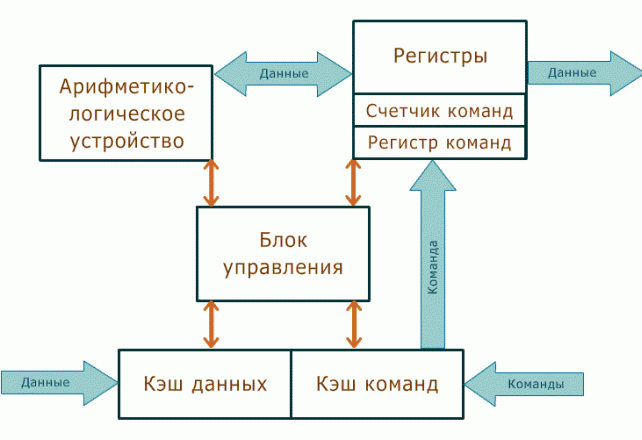 Регистры
Данные
Данные
Арифметико-
логическое
устройство
Счетчик команд
Регистр команд
Блок
управления
Команда
Данные
Кэш данных
Кэш команд
Команды